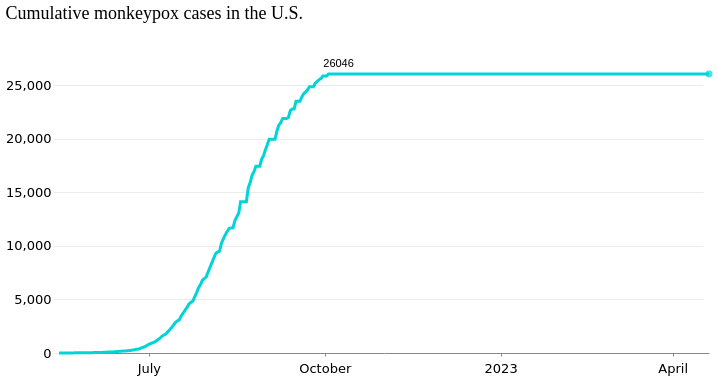 Cumulative monkeypox cases in the U.S.
26046
25,000
20,000
15,000
10,000
5,000
0
July
October
2023
April